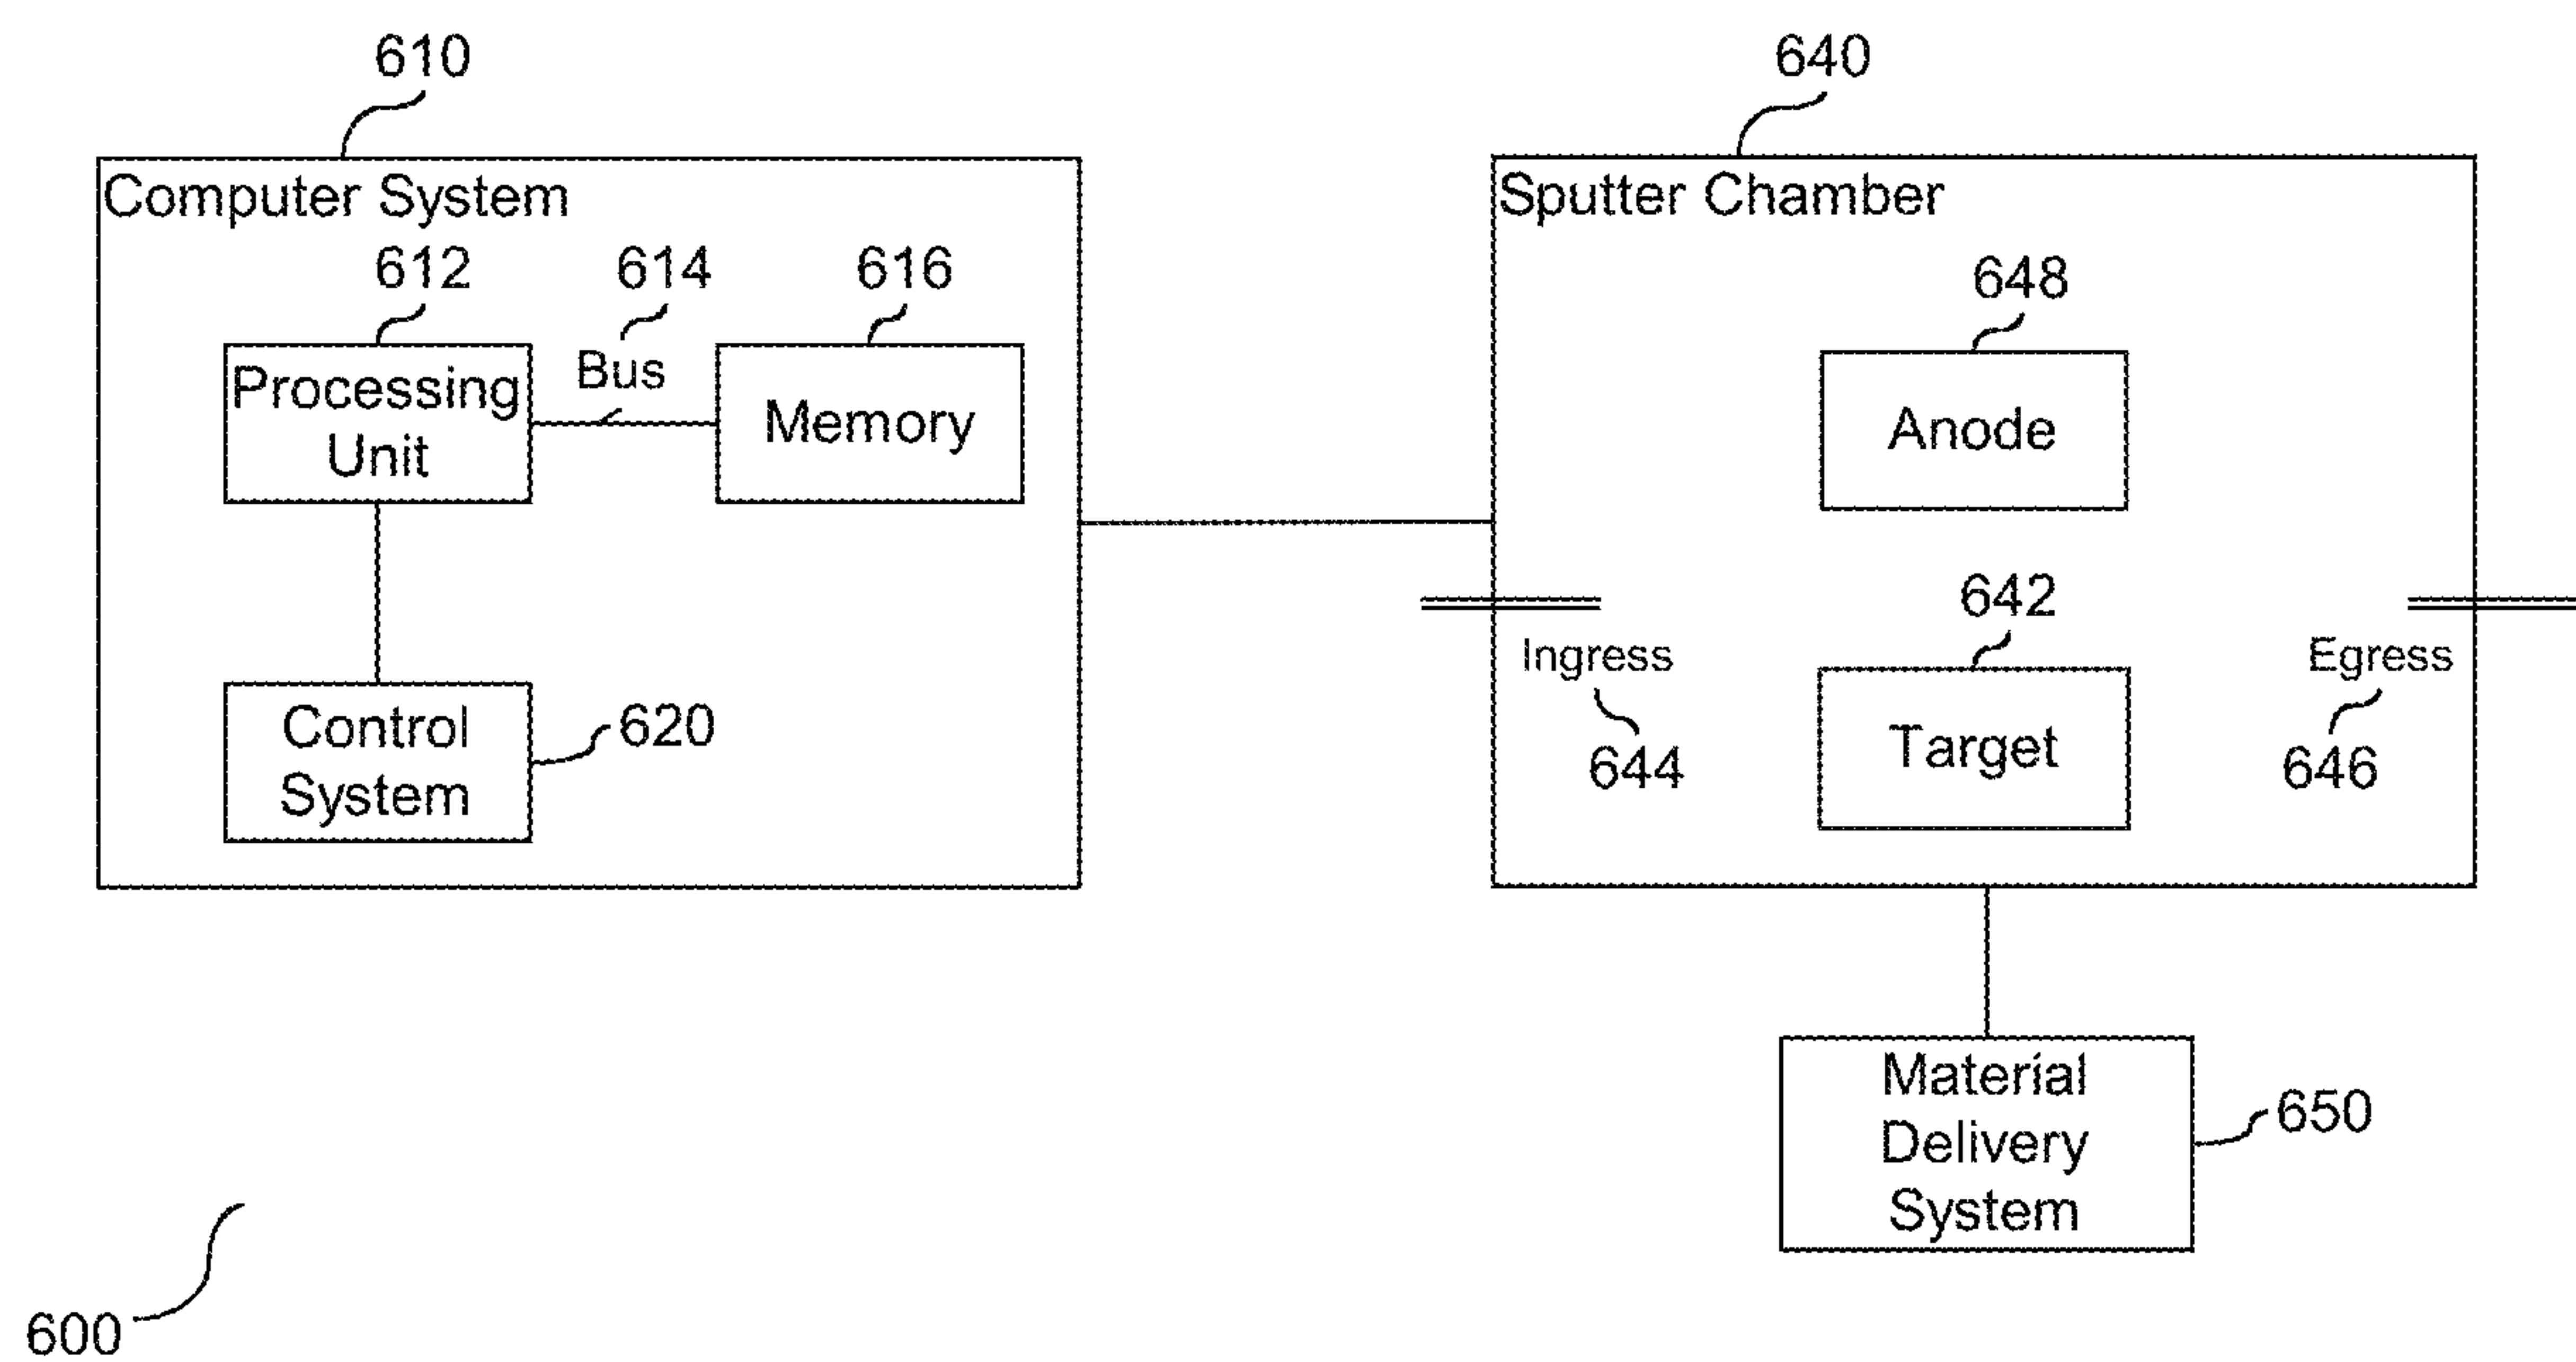 610
640
Computer System
Sputter Chamber
612
614
616
648
Processing
Unit
Bus
Memory
Anode
642
Ingress
Egress
Control
System
620
644
Target
646
Material
Delivery
System
650
600